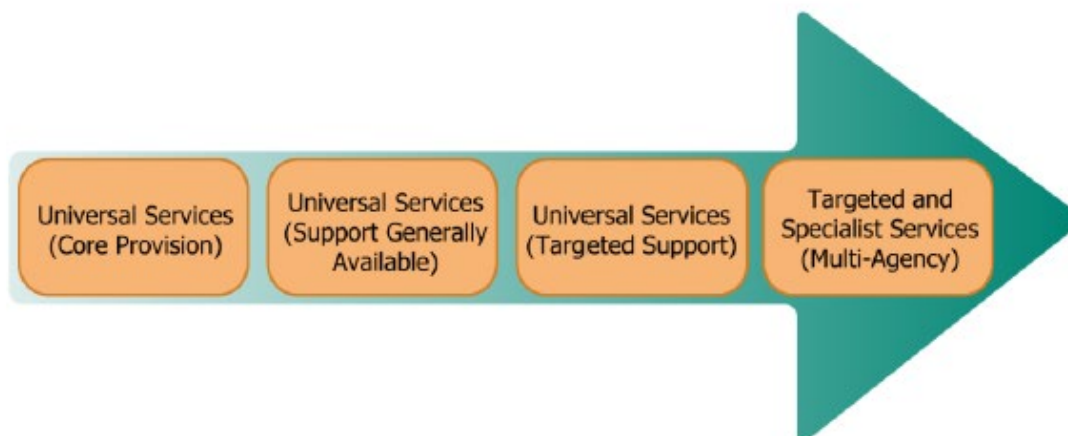 Universal Services
(Core Provision)
Universal Services
(Support Generally
Available)
Universal Services
(Targeted Support)
Targeted and
Specialist Services
(Multi-Agency)